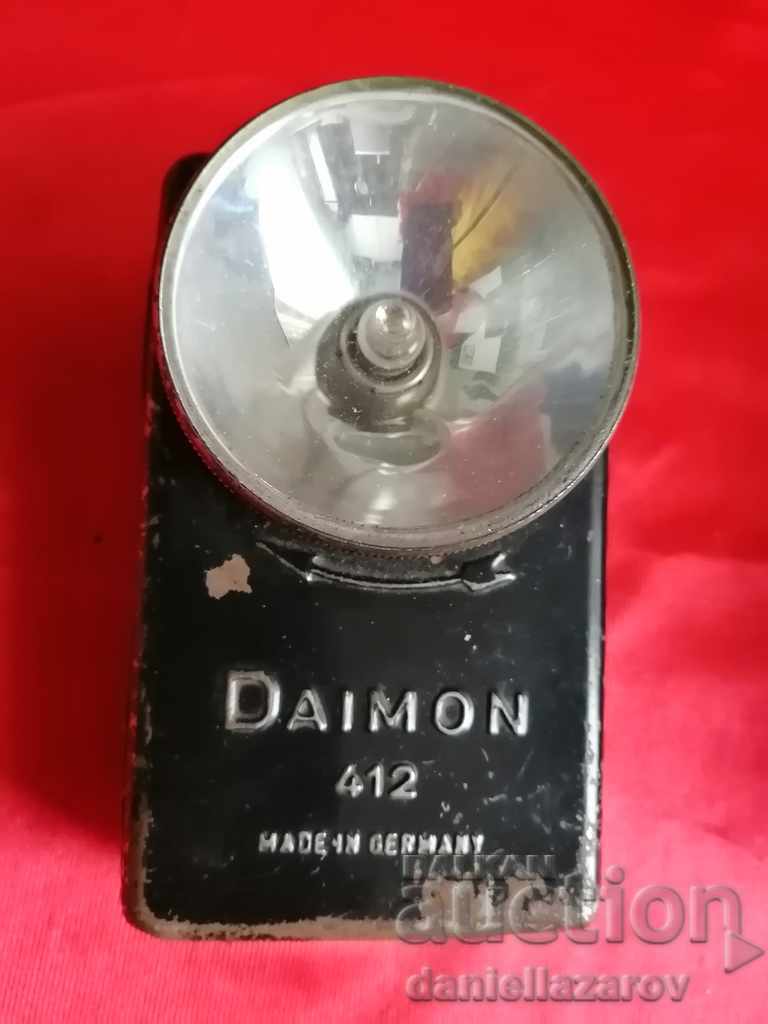 DAIMON
412
MADE IN GERMANY
BALKAN
auction
daniellazarov